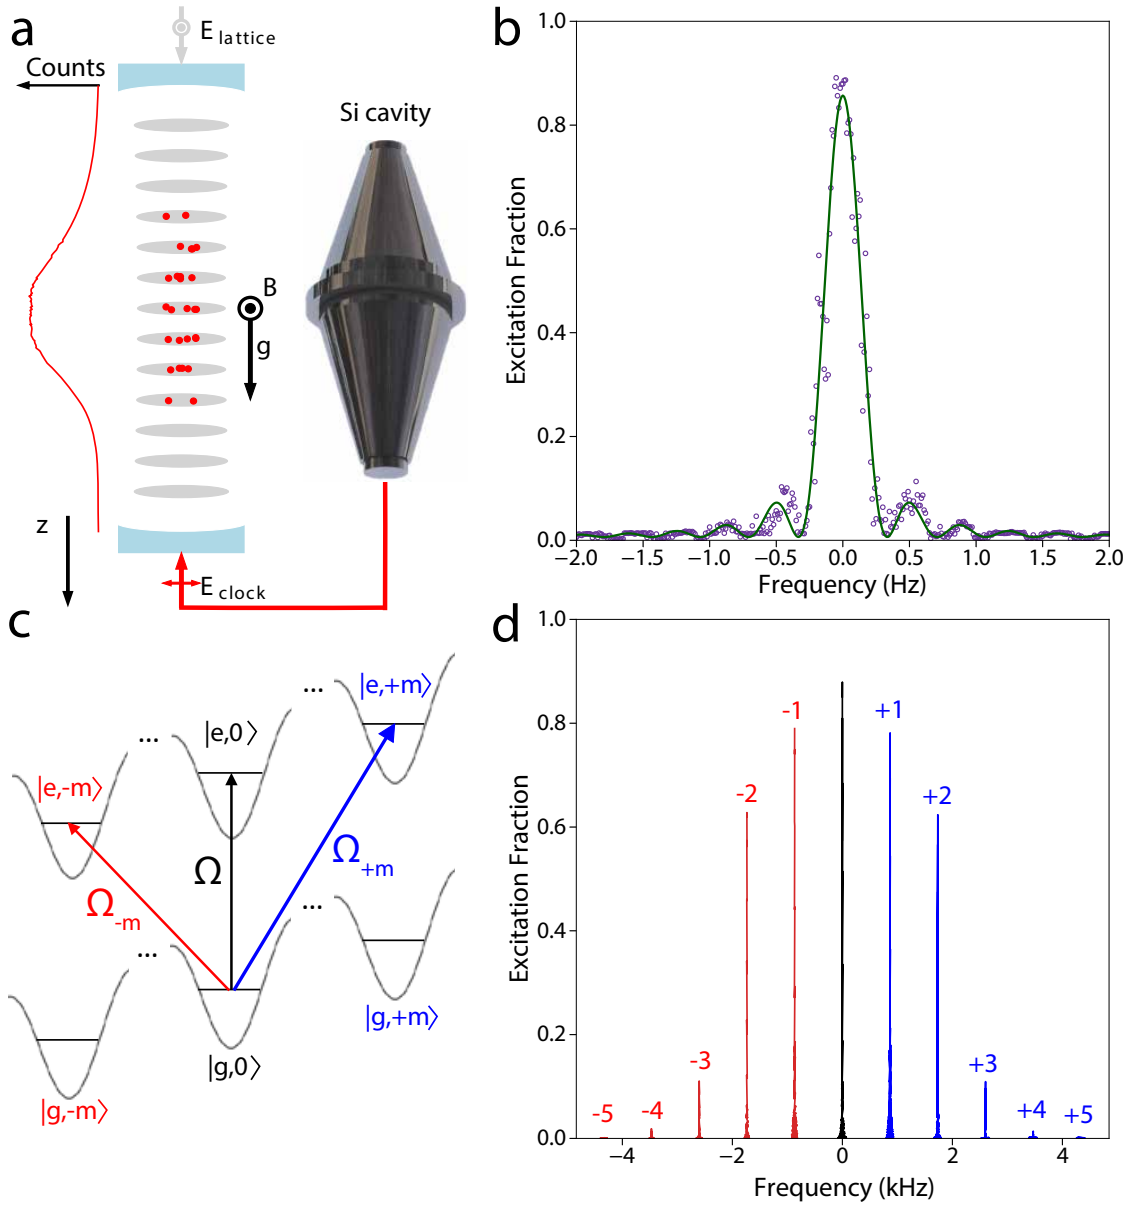 a
E lattice
Counts
Si cavity
B
g
z
E clock
b
1.0
0.8
0.6
0.4
0.2
0.0
Excitation Fraction
−2.0 −1.5 −1.0 −0.5 0.0 0.5 1.0 1.5 2.0
Frequency (Hz)
c
|e,-m⟩
...
|e,0⟩
...
|e,+m⟩
Ω-m
Ω
Ω+m
...
...
|g,-m⟩
|g,0⟩
|g,+m⟩
d
1.0
0.8
0.6
0.4
0.2
0.0
Excitation Fraction
-5 -4 -3 -2 -1 +1 +2 +3 +4 +5
−4 −2 0 2 4
Frequency (kHz)